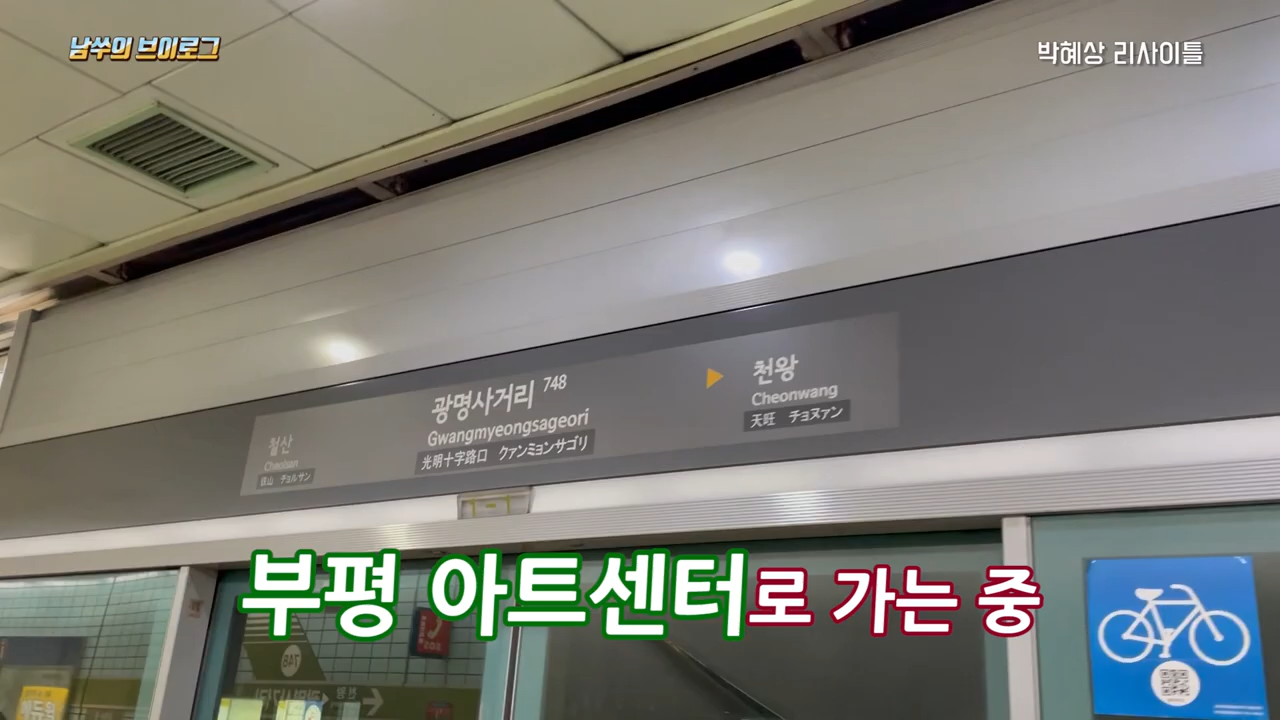 남쑤의 브이로그
박혜상 리사이틀
철산
Cheolsan
鐵山 チョルサン
광명사거리 748
Gwangmyeongsageori
光明十字路口 クァンミョンサゴリ
천왕
Cheonwang
天旺 チョヌァン
부평 아트센터로 가는 중
748